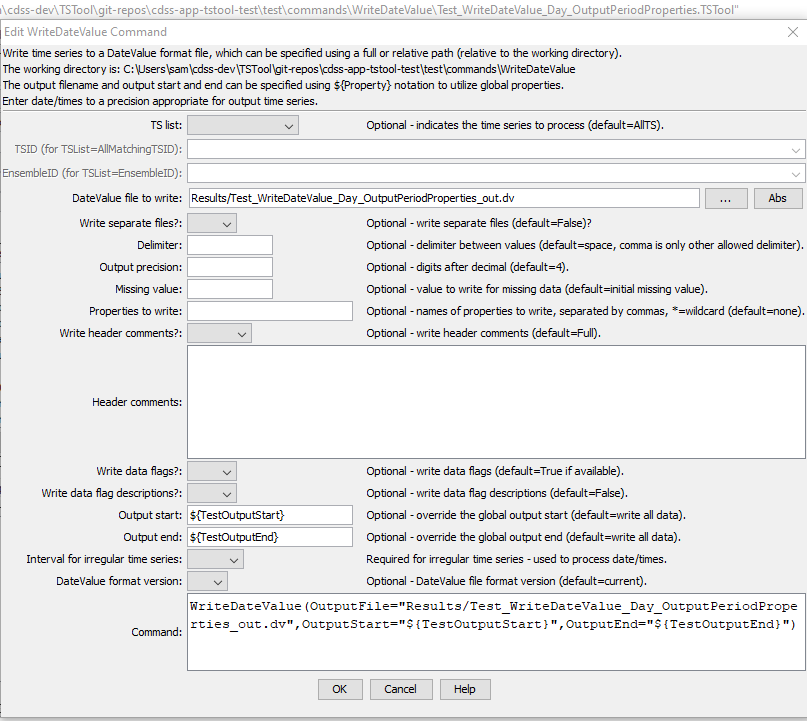 \cdss-dev\TSTool\git-repos\cdss-app-tstool-test\test\commands\WriteDateValue\Test_WriteDateValue_Day_OutputPeriodProperties.TSTool"
Edit WriteDateValue Command
Write time series to a DateValue format file, which can be specified using a full or relative path (relative to the working directory).
The working directory is: C:\Users\sam\cdss-dev\TSTool\git-repos\cdss-app-tstool-test\test\commands\WriteDateValue
The output filename and output start and end can be specified using ${Property} notation to utilize global properties.
Enter date/times to a precision appropriate for output time series.
TS list: Optional - indicates the time series to process (default=AllTS).
TSID (for TSList=AllMatchingTSID):
EnsembleID (for TSList=EnsembleID):
DateValue file to write: Results/Test_WriteDateValue_Day_OutputPeriodProperties_out.dv ... Abs
Write separate files?: Optional - write separate files (default=False)?
Delimiter: Optional - delimiter between values (default=space, comma is only other allowed delimiter).
Output precision: Optional - digits after decimal (default=4).
Missing value: Optional - value to write for missing data (default=initial missing value).
Properties to write: Optional - names of properties to write, separated by commas, *=wildcard (default=none).
Write header comments?: Optional - write header comments (default=Full).
Header comments:
Write data flags?: Optional - write data flags (default=True if available).
Write data flag descriptions?: Optional - write data flag descriptions (default=False).
Output start: ${TestOutputStart} Optional - override the global output start (default=write all data).
Output end: ${TestOutputEnd} Optional - override the global output end (default=write all data).
Interval for irregular time series: Required for irregular time series - used to process date/times.
DateValue format version: Optional - DateValue file format version (default=current).
Command: WriteDateValue(OutputFile="Results/Test_WriteDateValue_Day_OutputPeriodPrope
rties_out.dv",OutputStart="${TestOutputStart}",OutputEnd="${TestOutputEnd}")
OK Cancel Help